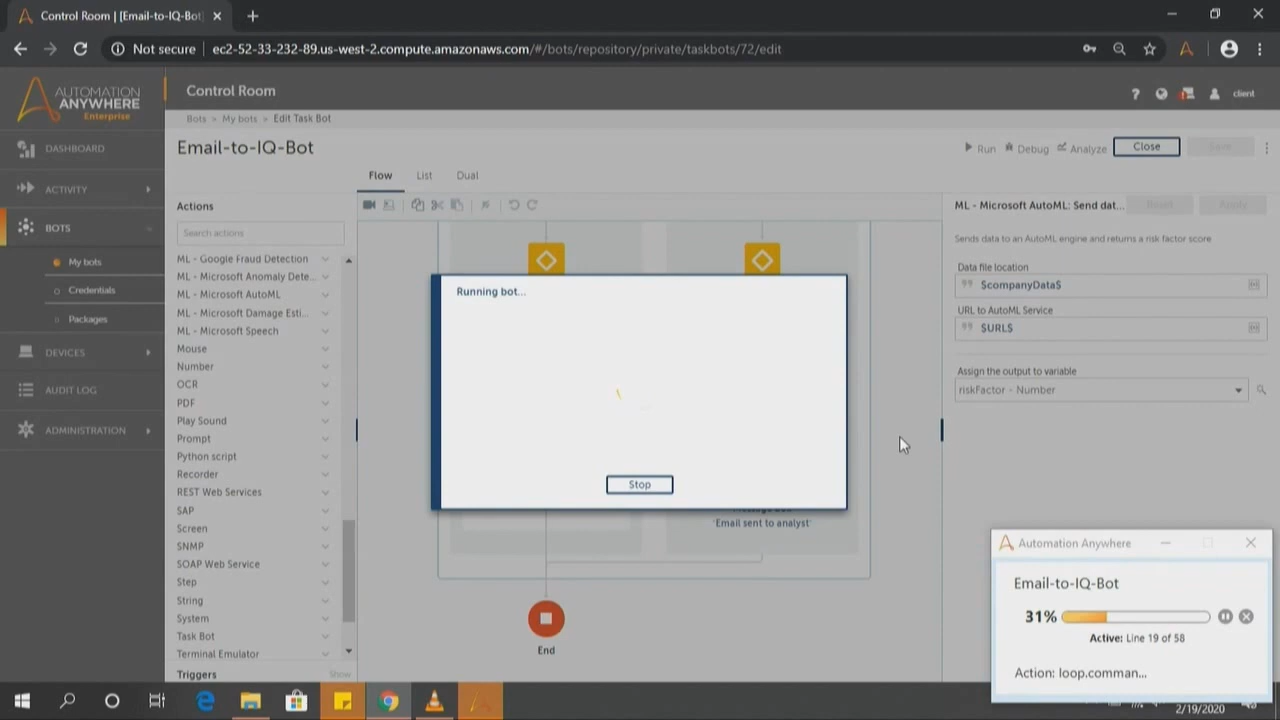 Control Room | [Email-to-IQ-Bot]
Not secure
ec2-52-33-232-89.us-west-2.compute.amazonaws.com/#/bots/repository/private/taskbots/72/edit
AUTOMATION
ANYWHERE
Enterprise
Control Room
client
Bots > My bots > Edit Task Bot
Email-to-IQ-Bot
Run
Debug
Analyze
Close
Save
DASHBOARD
ACTIVITY
BOTS
My bots
Credentials
Packages
DEVICES
AUDIT LOG
ADMINISTRATION
Flow
List
Dual
Actions
Search actions
ML - Google Fraud Detection
ML - Microsoft Anomaly Dete...
ML - Microsoft AutoML
ML - Microsoft Damage Esti...
ML - Microsoft Speech
Mouse
Number
OCR
PDF
Play Sound
Prompt
Python script
Recorder
REST Web Services
SAP
Screen
SNMP
SOAP Web Service
Step
String
System
Task Bot
Terminal Emulator
Triggers
Show
Running bot...
Stop
"Email sent to analyst"
End
ML - Microsoft AutoML: Send dat...
Reset
Apply
Sends data to an AutoML engine and returns a risk factor score
Data file location
$companyData$
URL to AutoML Service
$URL$
Assign the output to variable
riskFactor - Number
Automation Anywhere
Email-to-IQ-Bot
31%
Active: Line 19 of 58
Action: loop.comman...
2/19/2020